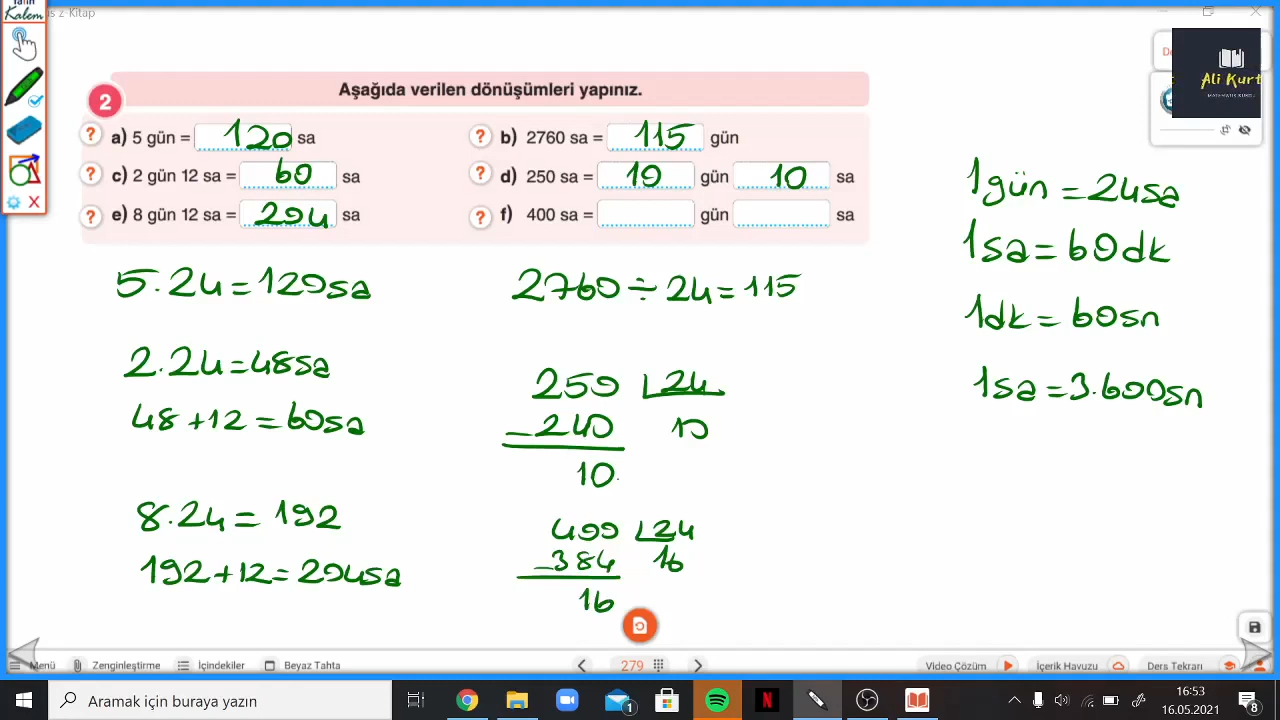 Kalem
z-Kitap
Ali Kurt
2 Aşağıda verilen dönüşümleri yapınız.
? a) 5 gün = 120 sa
? b) 2760 sa = 115 gün
? c) 2 gün 12 sa = 60 sa
? d) 250 sa = 10 gün 10 sa
? e) 8 gün 12 sa = 204 sa
? f) 400 sa = gün sa
1gün = 24sa
1sa = 60dk
1dk = 60sn
1sa = 3.600sn
5.24 = 120sa
2.24 = 48sa
48 + 12 = 60sa
8.24 = 192
192 + 12 = 204sa
2760 ÷ 24 = 115
250 24
- 240 10
10
400 24
- 384 16
16
Menü Zenginleştirme İçindekiler Beyaz Tahta 279 Video Çözüm İçerik Havuzu Ders Tekrarı
Aramak için buraya yazın
1
N
16:53
16.05.2021
8